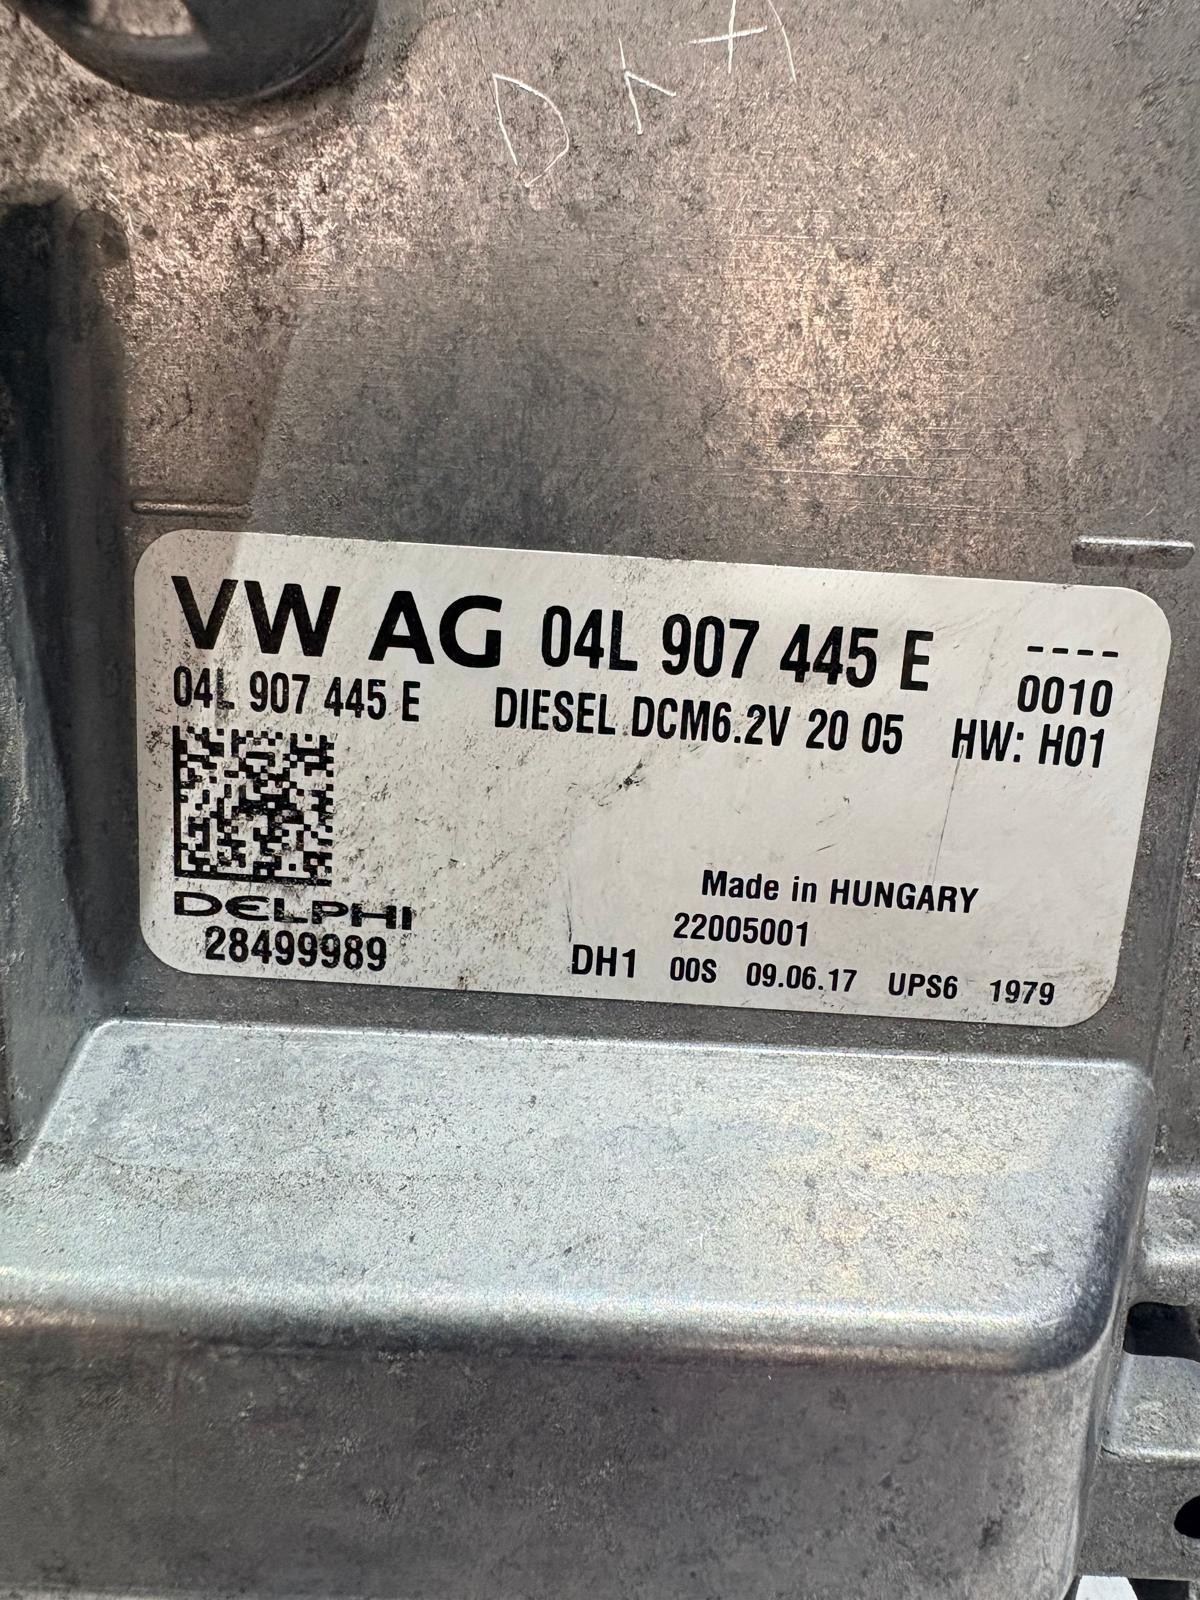 VW AG 04L 907 445 E ----
04L 907 445 E DIESEL DCM6.2V 20 05 0010
HW: H01
Made in HUNGARY
DELPHI 22005001
28499989 DH1 00S 09.06.17 UPS6 1979